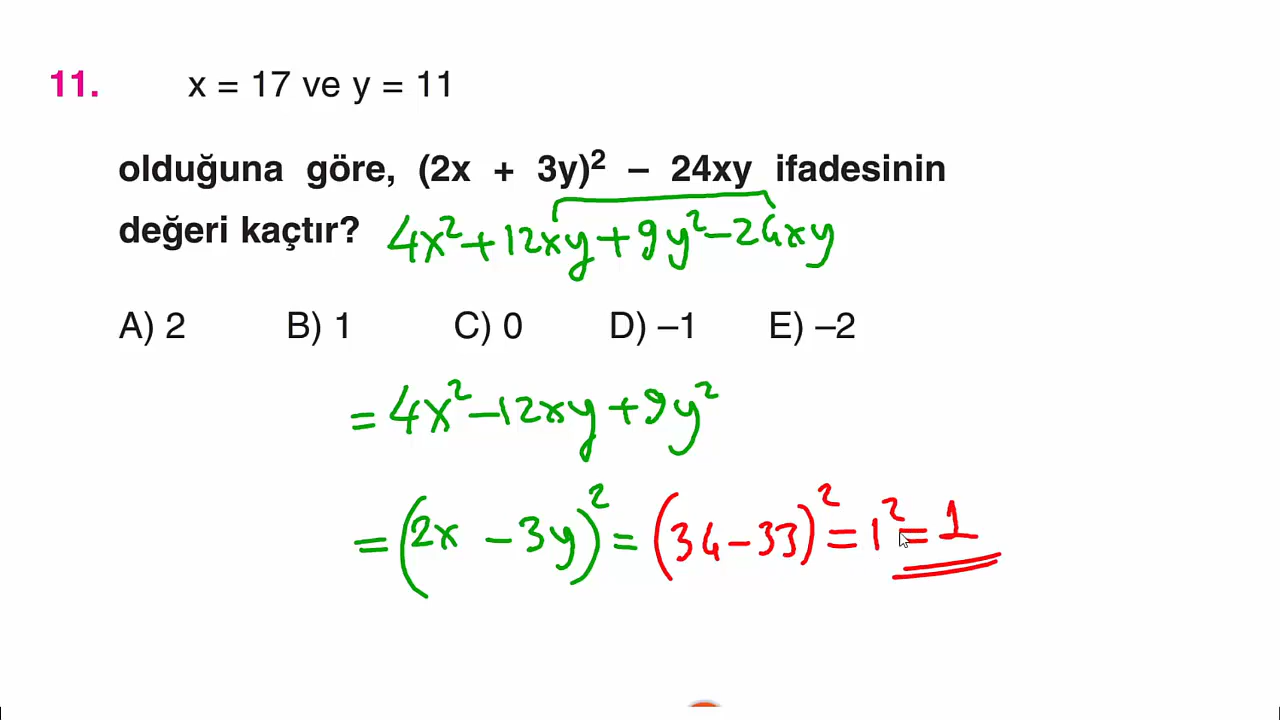 11. x = 17 ve y = 11
olduğuna göre, (2x + 3y)² – 24xy ifadesinin
değeri kaçtır? 4x²+12xy+9y²-24xy
A) 2 B) 1 C) 0 D) –1 E) –2
= 4x²-12xy+9y²
= (2x - 3y)² = (34-33)² = 1² = 1